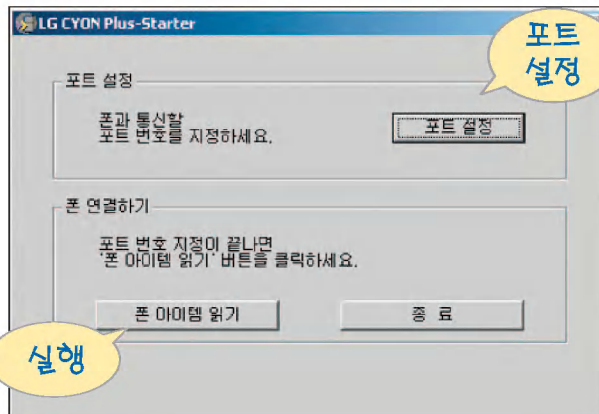 LG CYON Plus-Starter
포트
설정
포트 설정
폰과 통신할
포트 번호를 지정하세요.
포트 설정
폰 연결하기
포트 번호 지정이 끝나면
'폰 아이템 읽기' 버튼을 클릭하세요.
폰 아이템 읽기
종 료
실행